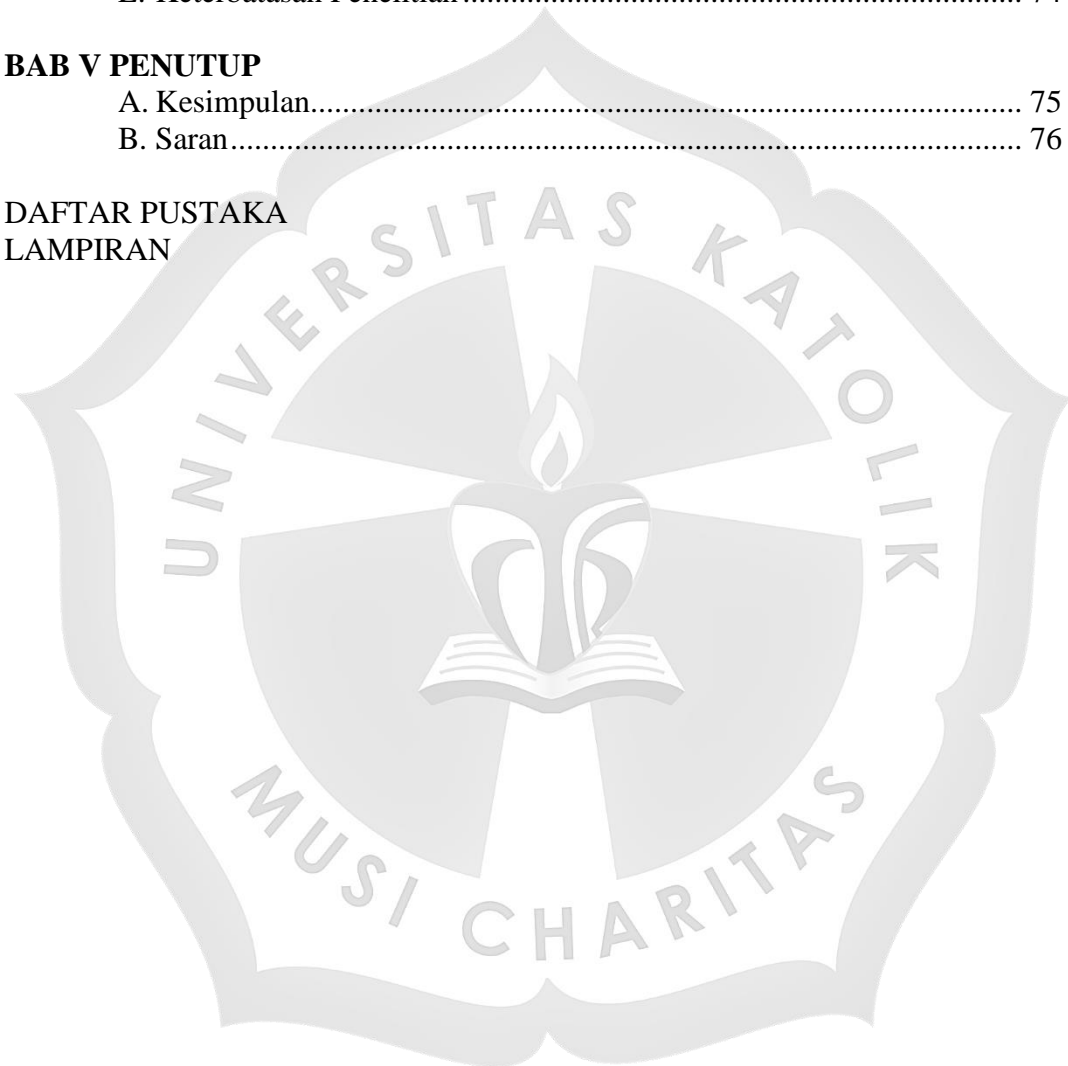 BAB V PENUTUP
A. Kesimpulan......................................................................................... 75
B. Saran................................................................................................... 76
DAFTAR PUSTAKA
LAMPIRAN
UNIVERSITAS KATOLIK
MUSI CHARITAS